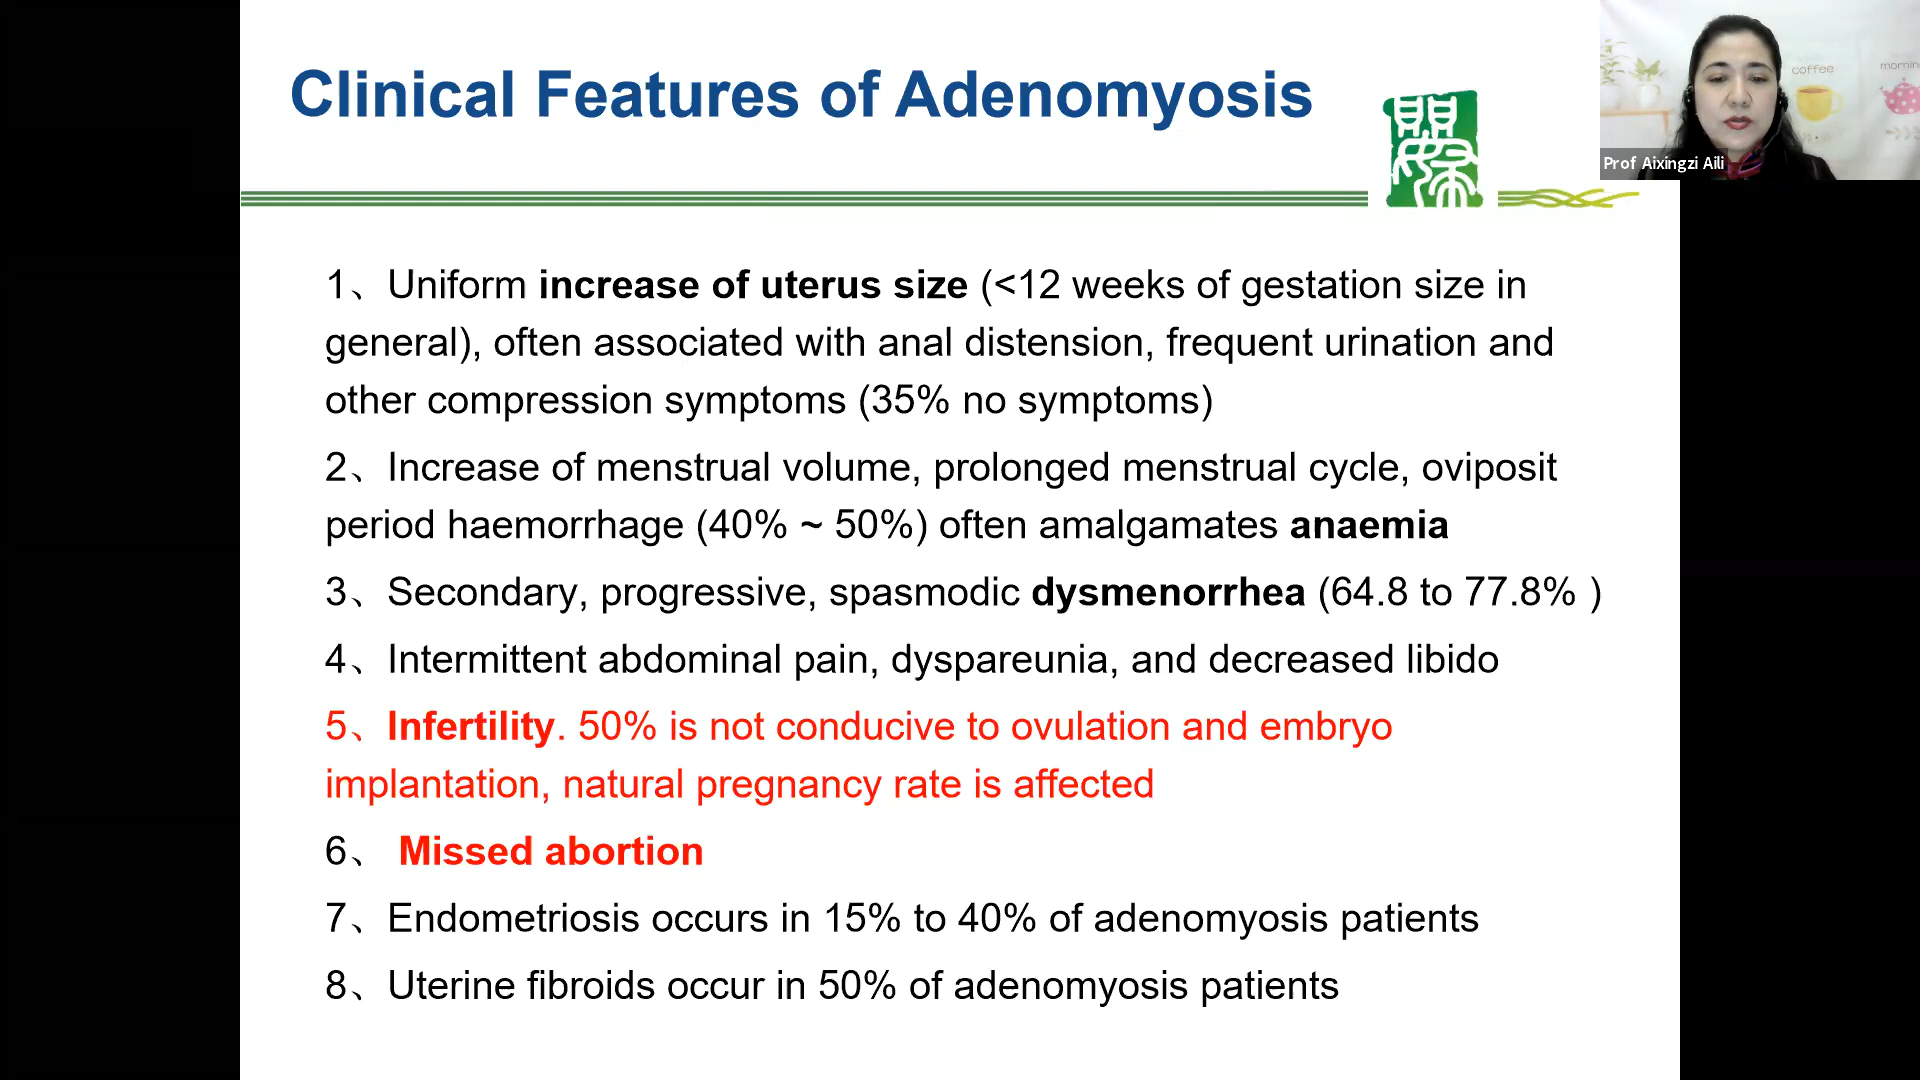 Clinical Features of Adenomyosis
coffee
Prof Aixingzi Aili
1、Uniform increase of uterus size (<12 weeks of gestation size in
general), often associated with anal distension, frequent urination and
other compression symptoms (35% no symptoms)
2、Increase of menstrual volume, prolonged menstrual cycle, oviposit
period haemorrhage (40% ~ 50%) often amalgamates anaemia
3、Secondary, progressive, spasmodic dysmenorrhea (64.8 to 77.8% )
4、Intermittent abdominal pain, dyspareunia, and decreased libido
5、Infertility. 50% is not conducive to ovulation and embryo
implantation, natural pregnancy rate is affected
6、 Missed abortion
7、Endometriosis occurs in 15% to 40% of adenomyosis patients
8、Uterine fibroids occur in 50% of adenomyosis patients